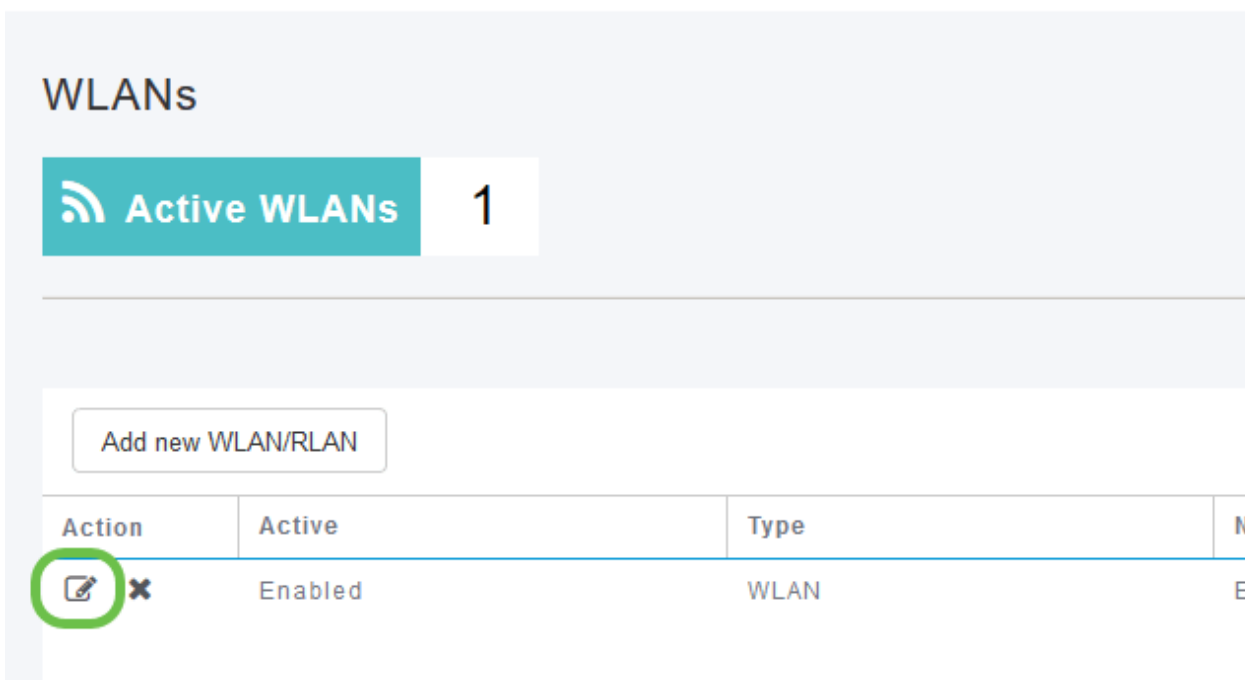 WLANs
Active WLANs 1
Add new WLAN/RLAN
Action Active Type
Enabled WLAN